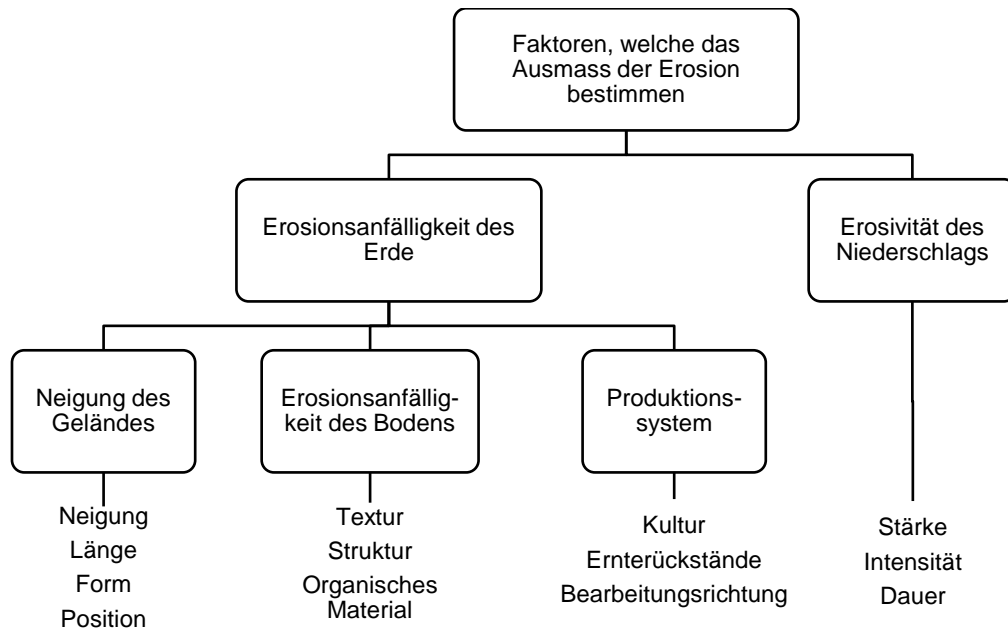 Faktoren, welche das
Ausmass der Erosion
bestimmen
Erosionsanfälligkeit des
Erde
Erosivität des
Niederschlags
Neigung des
Geländes
Erosionsanfällig-
keit des Bodens
Produktions-
system
Neigung
Länge
Form
Position
Textur
Struktur
Organisches
Material
Kultur
Ernterückstände
Bearbeitungsrichtung
Stärke
Intensität
Dauer